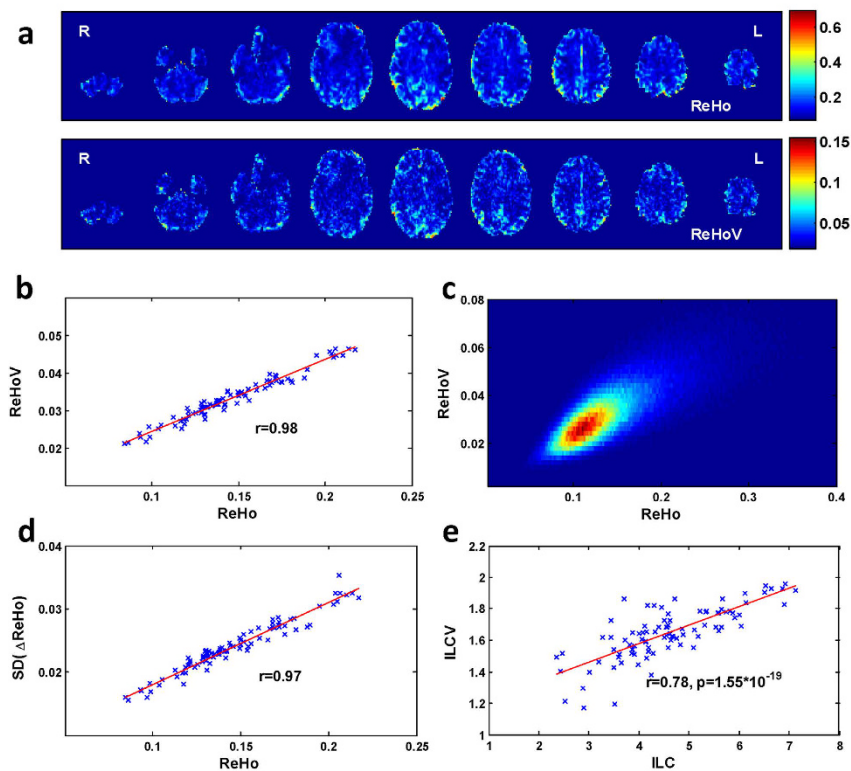 a
R L
0.6
0.4
0.2
ReHo
R L
0.15
0.10
0.05
ReHoV
b
0.05
0.04
0.03
0.02
ReHoV
r=0.98
0.1 0.15 0.2 0.25
ReHo
c
0.08
0.06
0.04
0.02
ReHoV
0.1 0.2 0.3 0.4
ReHo
d
0.04
0.03
0.02
SD(ΔReHo)
r=0.97
0.1 0.15 0.2 0.25
ReHo
e
2.2
2
1.8
1.6
1.4
1.2
1
ILCV
r=0.78, p=1.55*10-19
1 2 3 4 5 6 7 8
ILC